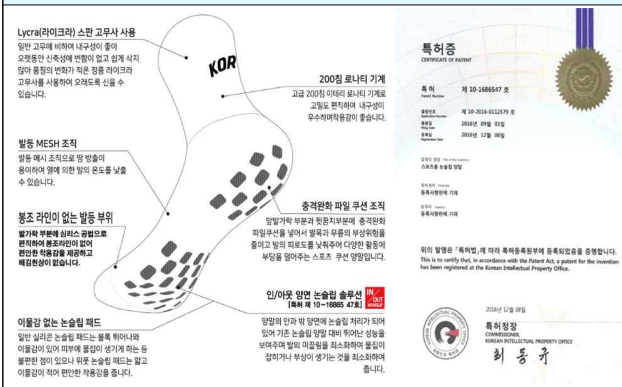 Lycra(라이크라) 스판 고무사 사용
일반 고무에 비하여 내구성이 좋아
오랫동안 신축성에 변함이 없고 쉽게 삭지
않아 품질의 변화가 적은 정품 라이크라
고무사를 사용하여 오래도록 신을 수
있습니다.
KOR
200침 로나티 기계
고급 200침 이태리 로나티 기계로
고밀도 편직하여 내구성이
우수하며착용감이 좋습니다.
발등 MESH 조직
발등 메시 조직으로 땀 방출이
용이하여 열에 의한 발의 온도를 낮출
수 있습니다.
봉조 라인이 없는 발등 부위
발가락 부분에 심리스 공법으로
편직하여 봉조라인이 없어
편안한 착용감을 제공하고
배김현상이 없습니다.
충격완화 파일 쿠션 조직
앞발가락 부분과 뒷꿈치부분에 충격완화
파일쿠션을 넣어서 발목과 무릎의 부상위험을
줄이고 발의 피로도를 낮춰주어 다양한 활동에
부담을 덜어주는 스포츠 쿠션 양말입니다.
이물감 없는 논슬립 패드
일반 실리콘 논슬립 패드는 볼록 튀어나와
이물감이 있어 피부에 물집이 생기게 하는 등
불편한 점이 있으나 위풋 논슬립 패드는 얇고
이물감이 적어 편안한 착용감을 줍니다.
인/아웃 양면 논슬립 솔루션
[특허 제 10-16865 47호]
IN/OUT
NONSLIP
양말의 안과 밖 양면에 논슬립 처리가 되어
있어 기존 논슬립 양말 대비 뛰어난 성능을
보여주며 발의 미끌림을 최소화하여 물집이
잡히거나 부상이 생기는 것을 최소화하여
줍니다.
특허증
CERTIFICATE OF PATENT
특허 제 10-1686547 호
Patent Number
출원번호 제 10-2016-0112579 호
Application Number
출원일 2016년 09월 01일
Filing Date
등록일 2016년 12월 08일
Registration Date
발명의 명칭 Title of the Invention
스포츠용 논슬립 양말
특허권자 Patentee
등록사항란에 기재
발명자 Inventor
등록사항란에 기재
위의 발명은 「특허법」에 따라 특허등록원부에 등록되었음을 증명합니다.
This is to certify that, in accordance with the Patent Act, a patent for the invention
has been registered at the Korean Intellectual Property Office.
2016년 12월 08일
특허청장
COMMISSIONER,
KOREAN INTELLECTUAL PROPERTY OFFICE
최동규